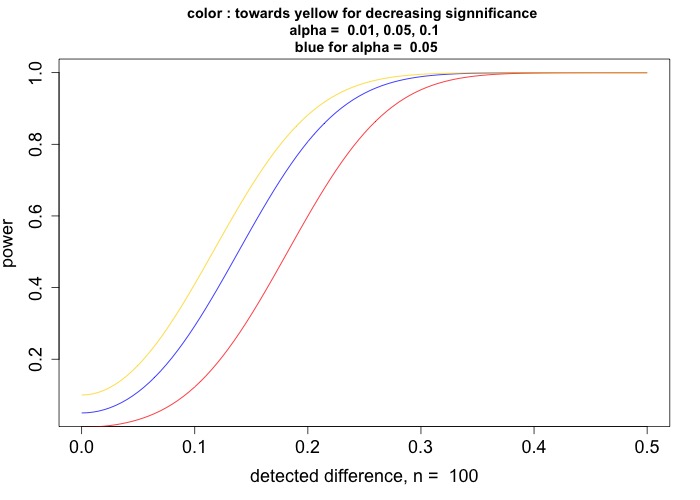 color : towards yellow for decreasing signnificance
alpha =  0.01, 0.05, 0.1
blue for alpha =  0.05
1.0
0.8
0.6
0.4
0.2
power
0.0
0.1
0.2
0.3
0.4
0.5
detected difference, n =  100